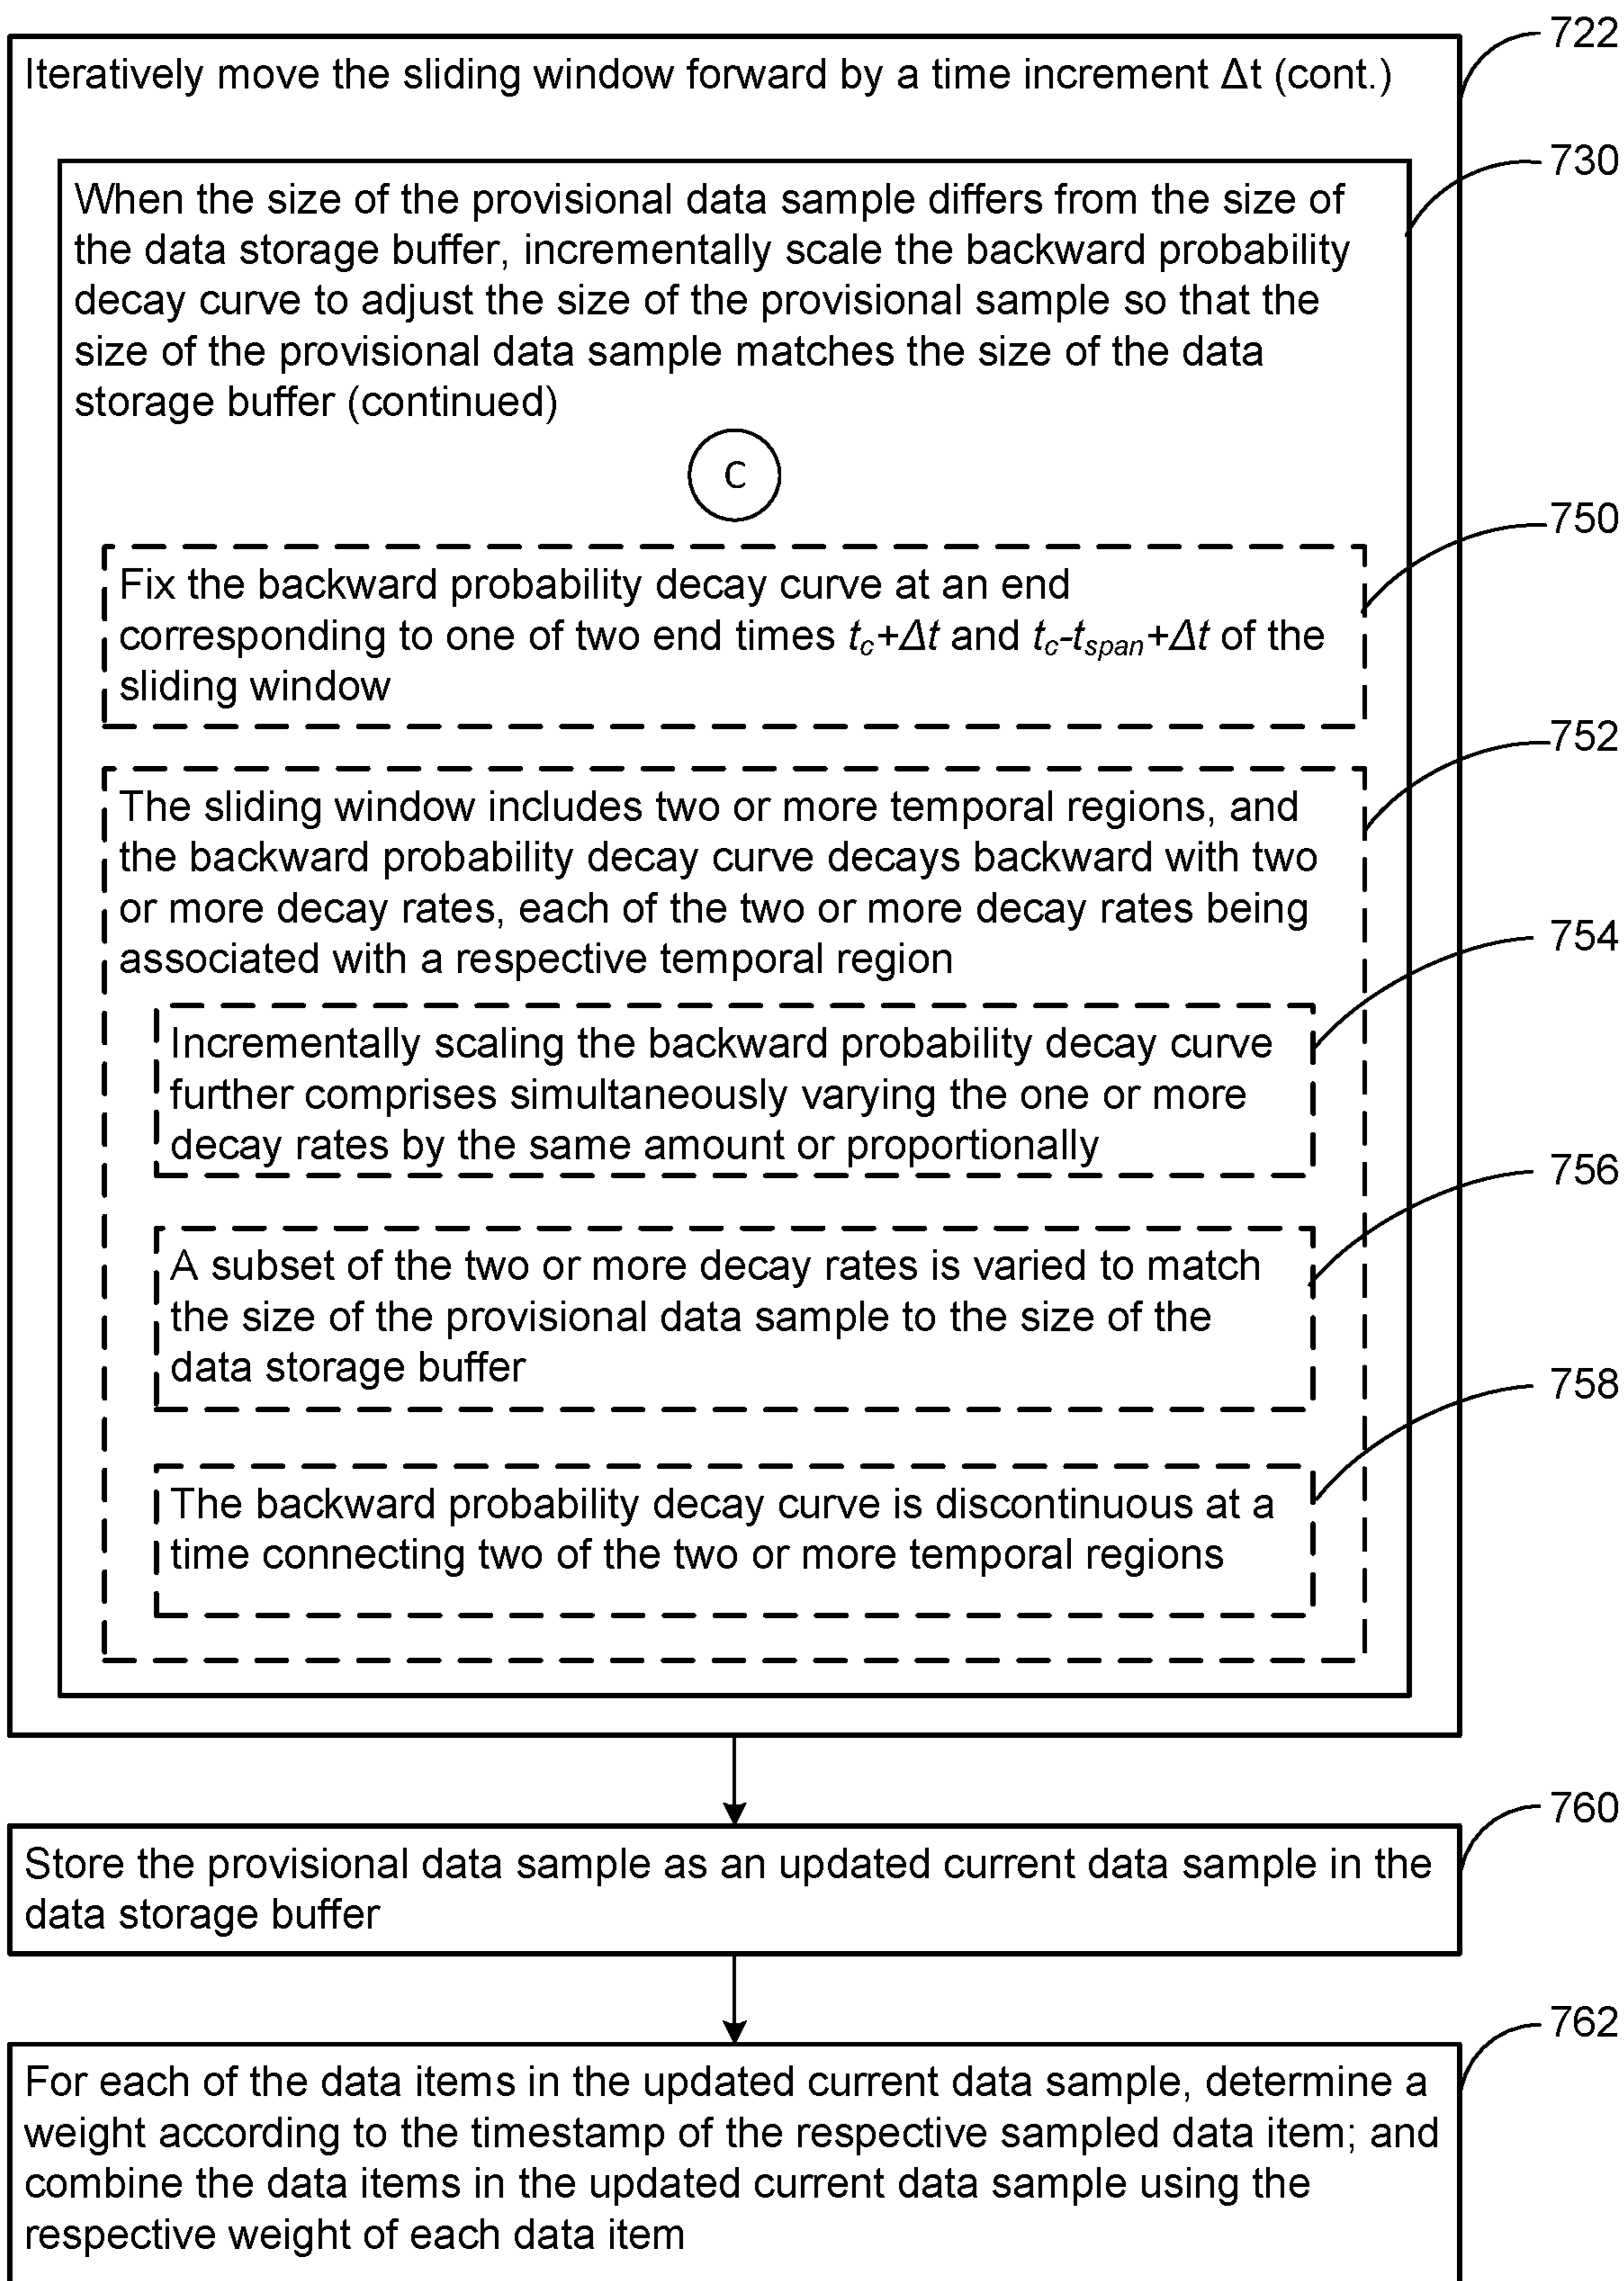 722
Iteratively move the sliding window forward by a time increment Δt (cont.)
730
When the size of the provisional data sample differs from the size of
the data storage buffer, incrementally scale the backward probability
decay curve to adjust the size of the provisional sample so that the
size of the provisional data sample matches the size of the data
storage buffer (continued)
C
750
Fix the backward probability decay curve at an end
corresponding to one of two end times tc+Δt and tc-tspan+Δt of the
sliding window
752
The sliding window includes two or more temporal regions, and
the backward probability decay curve decays backward with two
or more decay rates, each of the two or more decay rates being
associated with a respective temporal region
754
Incrementally scaling the backward probability decay curve
further comprises simultaneously varying the one or more
decay rates by the same amount or proportionally
756
A subset of the two or more decay rates is varied to match
the size of the provisional data sample to the size of the
data storage buffer
758
The backward probability decay curve is discontinuous at a
time connecting two of the two or more temporal regions
760
Store the provisional data sample as an updated current data sample in the
data storage buffer
762
For each of the data items in the updated current data sample, determine a
weight according to the timestamp of the respective sampled data item; and
combine the data items in the updated current data sample using the
respective weight of each data item